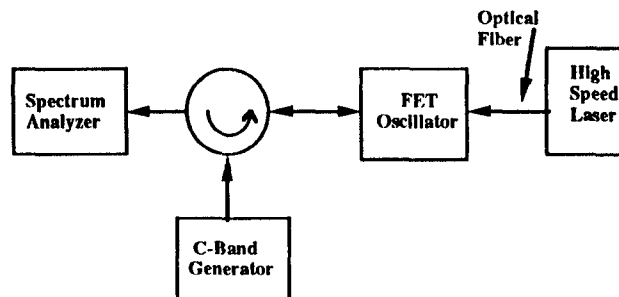 Optical
Fiber
Spectrum
Analyzer
FET
Oscillator
High
Speed
Laser
C-Band
Generator